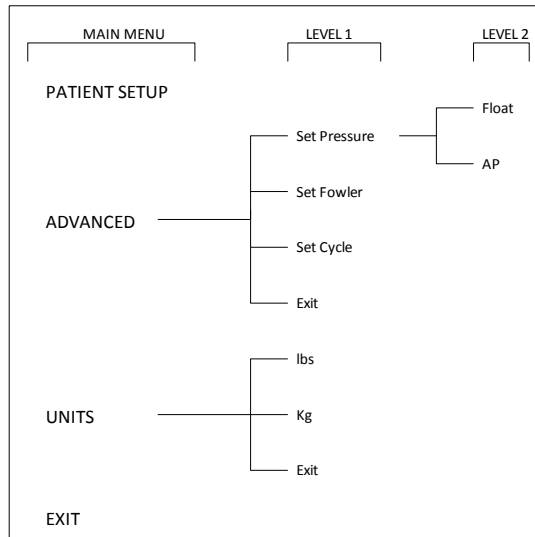 MAIN MENU LEVEL 1 LEVEL 2
PATIENT SETUP
Float
Set Pressure
AP
Set Fowler
ADVANCED
Set Cycle
Exit
lbs
UNITS
Kg
Exit
EXIT